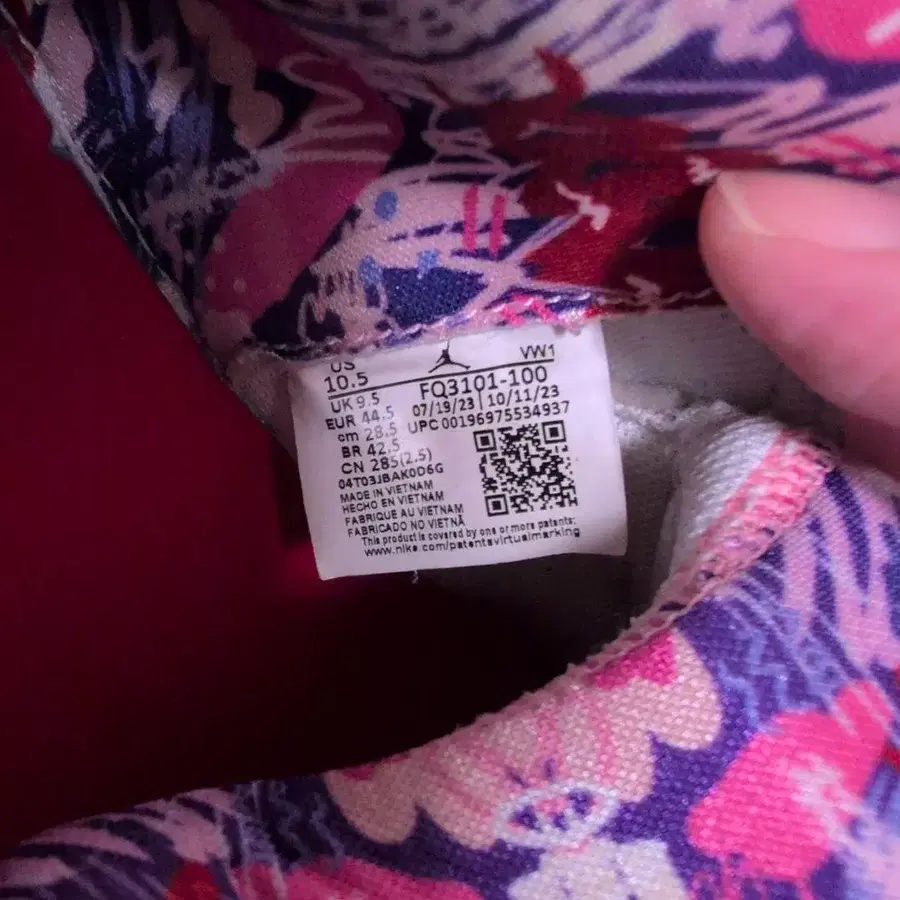 US
10.5
VW1
FQ3101-100
UK 9.5
07/19/23 10/11/23
EUR 44.5
UPC 00196975534937
cm 28.5
BR 42.5
CN 285(2.5)
04T03JBAK0D6G
MADE IN VIETNAM
HECHO EN VIETNAM
FABRIQUE AU VIETNAM
FABRICADO NO VIETNÃ
This product is covered by one or more patents:
www.nike.com/patentsvirtualmarking